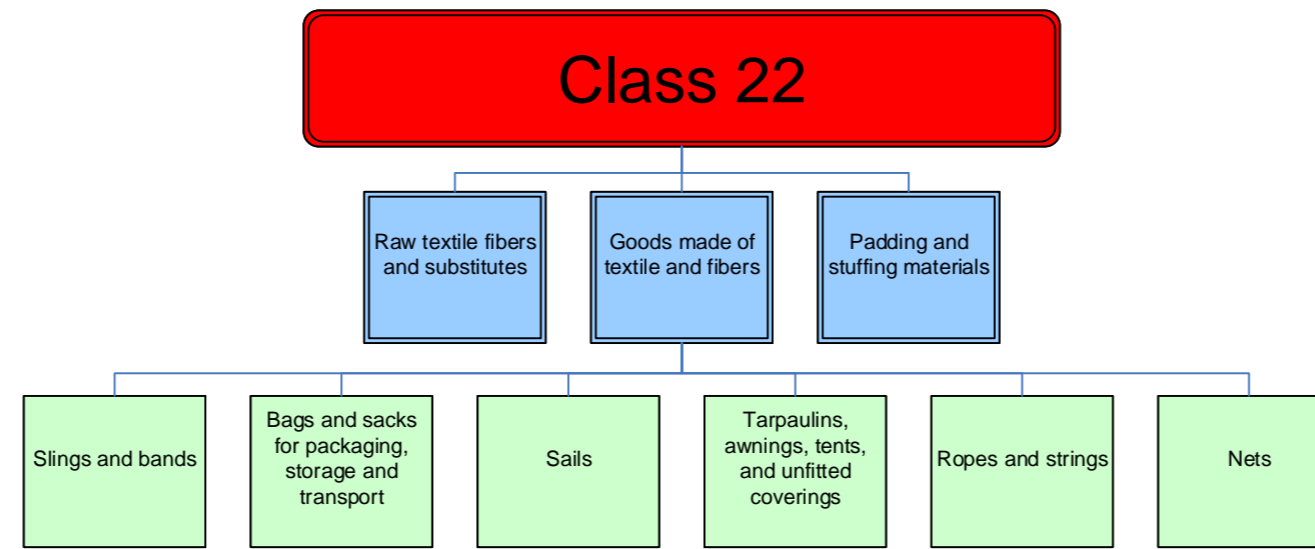 Class 22
Raw textile fibers
and substitutes
Goods made of
textile and fibers
Padding and
stuffing materials
Slings and bands
Bags and sacks
for packaging,
storage and
transport
Sails
Tarpaulins,
awnings, tents,
and unfitted
coverings
Ropes and strings
Nets